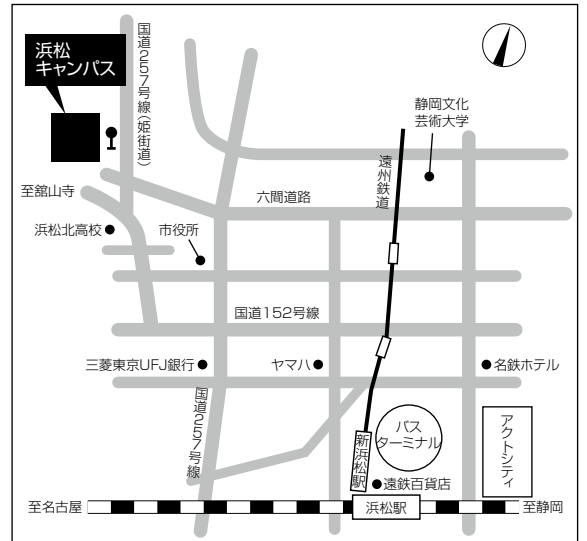 浜松
キャンパス
国道257号線(姫街道)
静岡文化
芸術大学
遠州鉄道
至舘山寺
六間道路
浜松北高校
市役所
国道152号線
三菱東京UFJ銀行
ヤマハ
名鉄ホテル
国道257号線
バス
ターミナル
アクトシティ
新浜松駅
遠鉄百貨店
至名古屋
浜松駅
至静岡